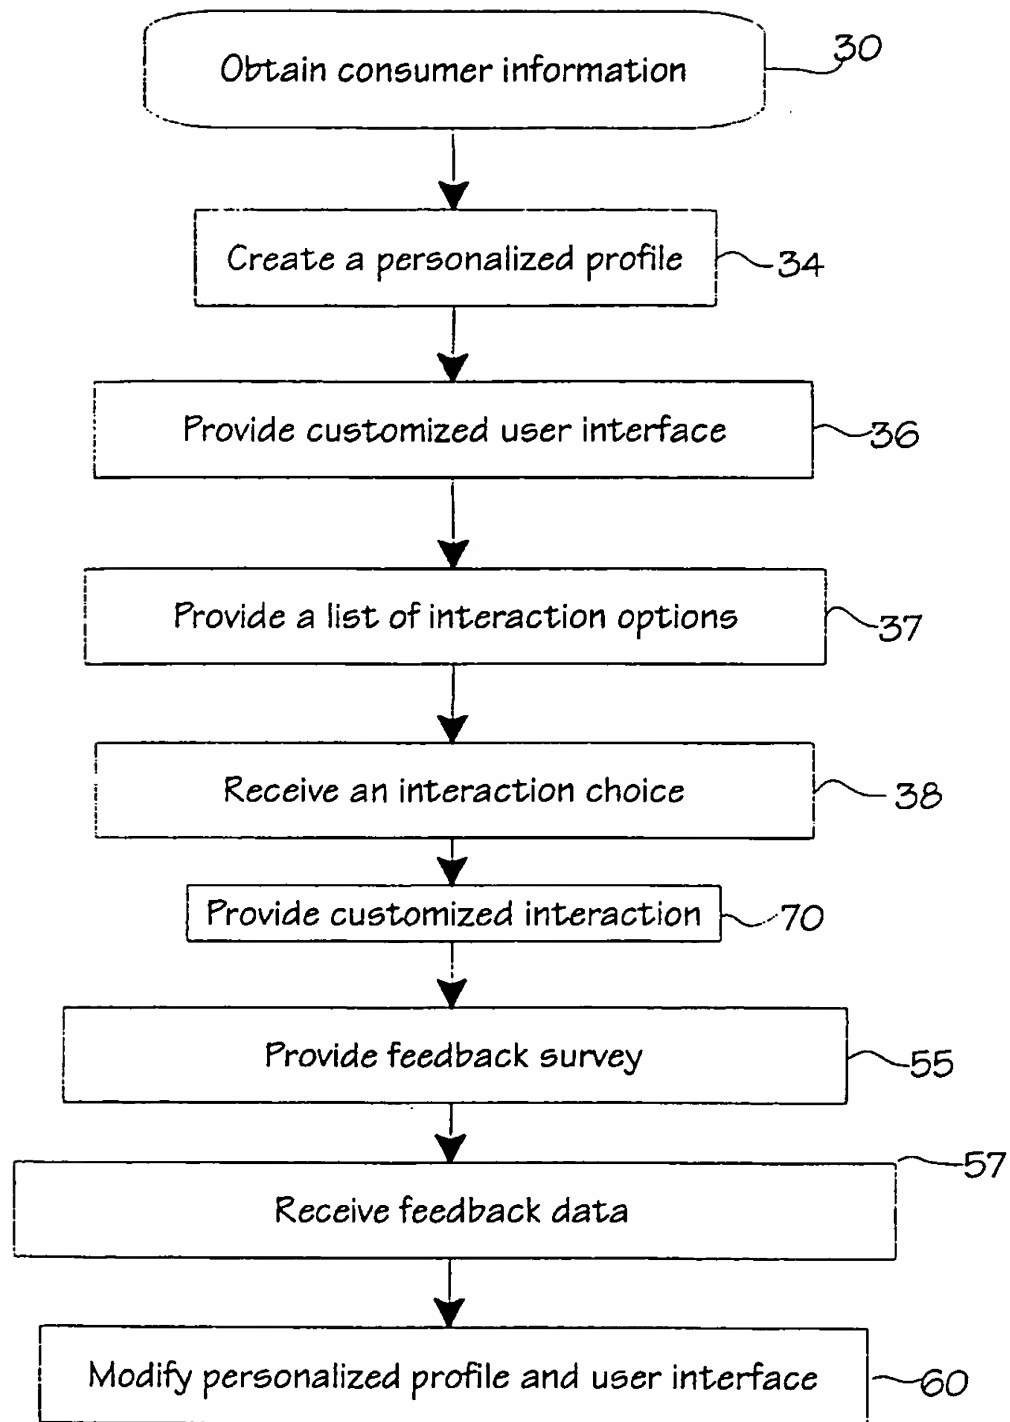 Obtain consumer information 30
Create a personalized profile 34
Provide customized user interface 36
Provide a list of interaction options 37
Receive an interaction choice 38
Provide customized interaction 70
Provide feedback survey 55
57
Receive feedback data
Modify personalized profile and user interface 60